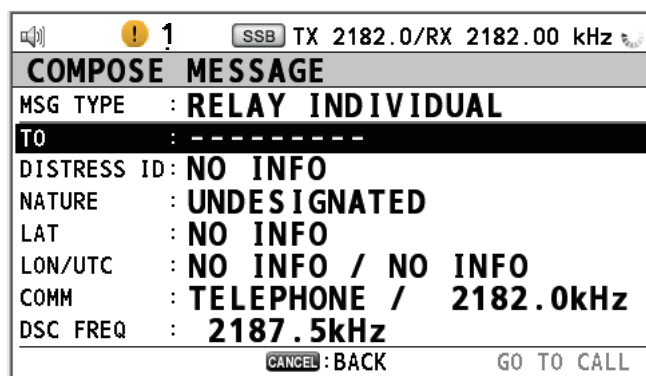 ! 1 SSB TX 2182.0/RX 2182.00 kHz
COMPOSE MESSAGE
MSG TYPE : RELAY INDIVIDUAL
TO : ---------
DISTRESS ID: NO INFO
NATURE : UNDESIGNATED
LAT : NO INFO
LON/UTC : NO INFO / NO INFO
COMM : TELEPHONE / 2182.0kHz
DSC FREQ : 2187.5kHz
CANCEL : BACK GO TO CALL